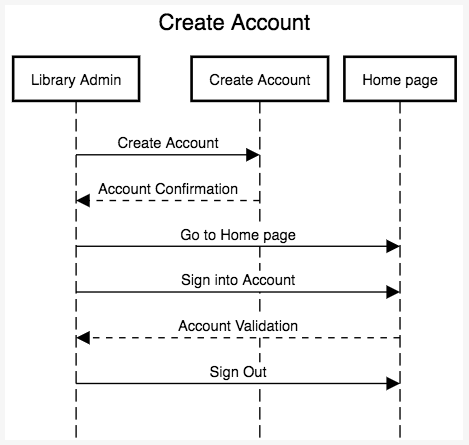 Create Account
Library Admin
Create Account
Home page
Create Account
Account Confirmation
Go to Home page
Sign into Account
Account Validation
Sign Out